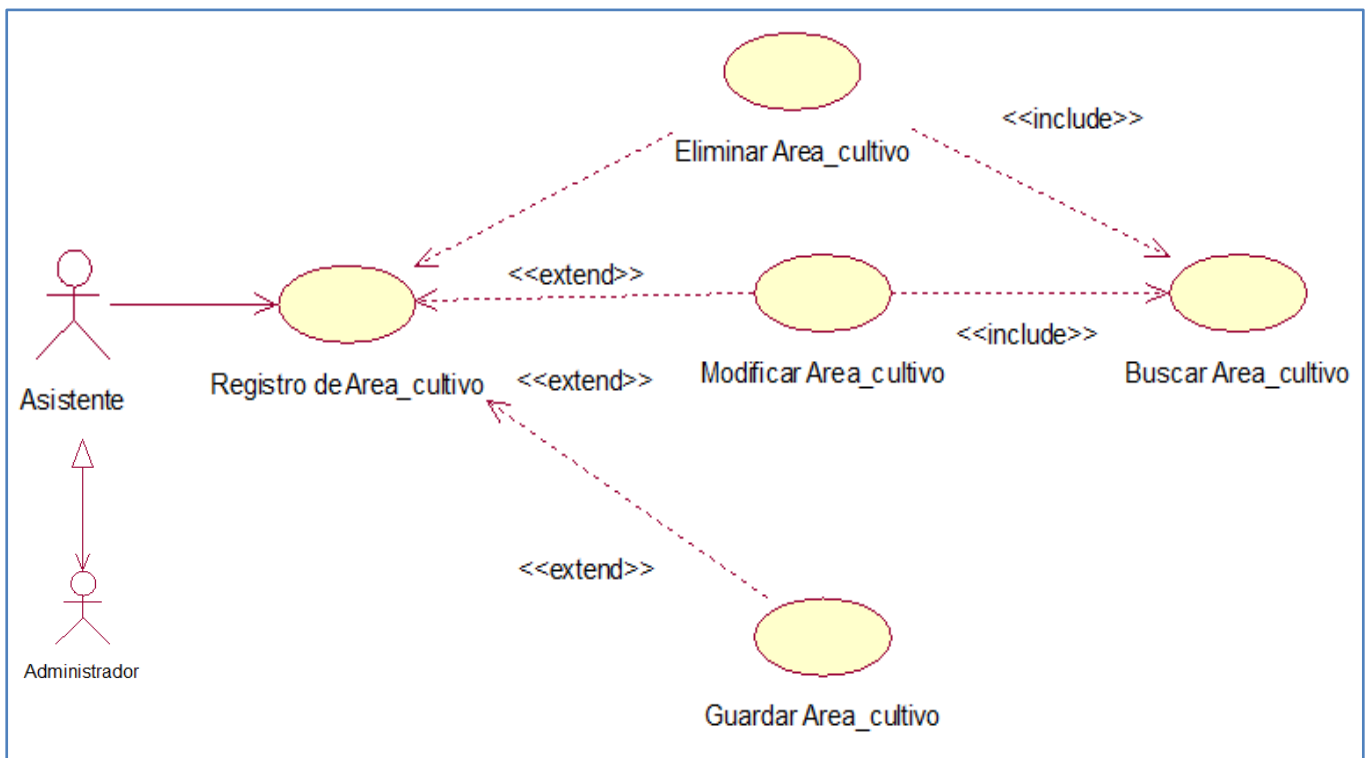 <<include>>
Eliminar Area_cultivo
<<extend>>
<<include>>
Registro de Area_cultivo
<<extend>>
Modificar Area_cultivo
Buscar Area_cultivo
Asistente
<<extend>>
Administrador
Guardar Area_cultivo